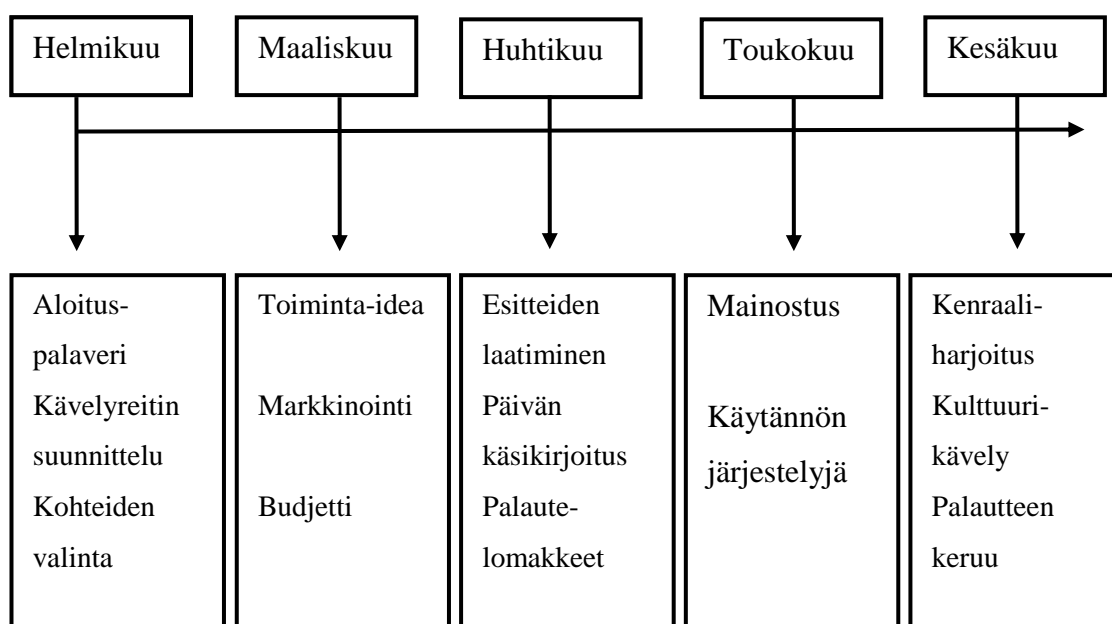 Helmikuu
Maaliskuu
Huhtikuu
Toukokuu
Kesäkuu
Aloitus-
palaveri
Kävelyreitin
suunnittelu
Kohteiden
valinta
Toiminta-idea
Markkinointi
Budjetti
Esitteiden
laatiminen
Päivän
käsikirjoitus
Palaute-
lomakkeet
Mainostus
Käytännön
järjestelyjä
Kenraali-
harjoitus
Kulttuuri-
kävely
Palautteen
keruu